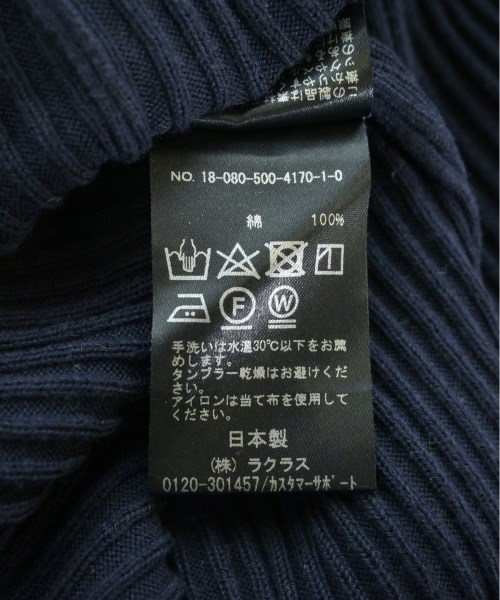 NO. 18-080-500-4170-1-0
綿 100%
F W
手洗いは水温30℃以下をお薦
めします。
タンブラー乾燥はお避けくだ
さい。
アイロンは当て布を使用して
ください。
日本製
(株) ラクラス
0120-301457/カスタマーサポート